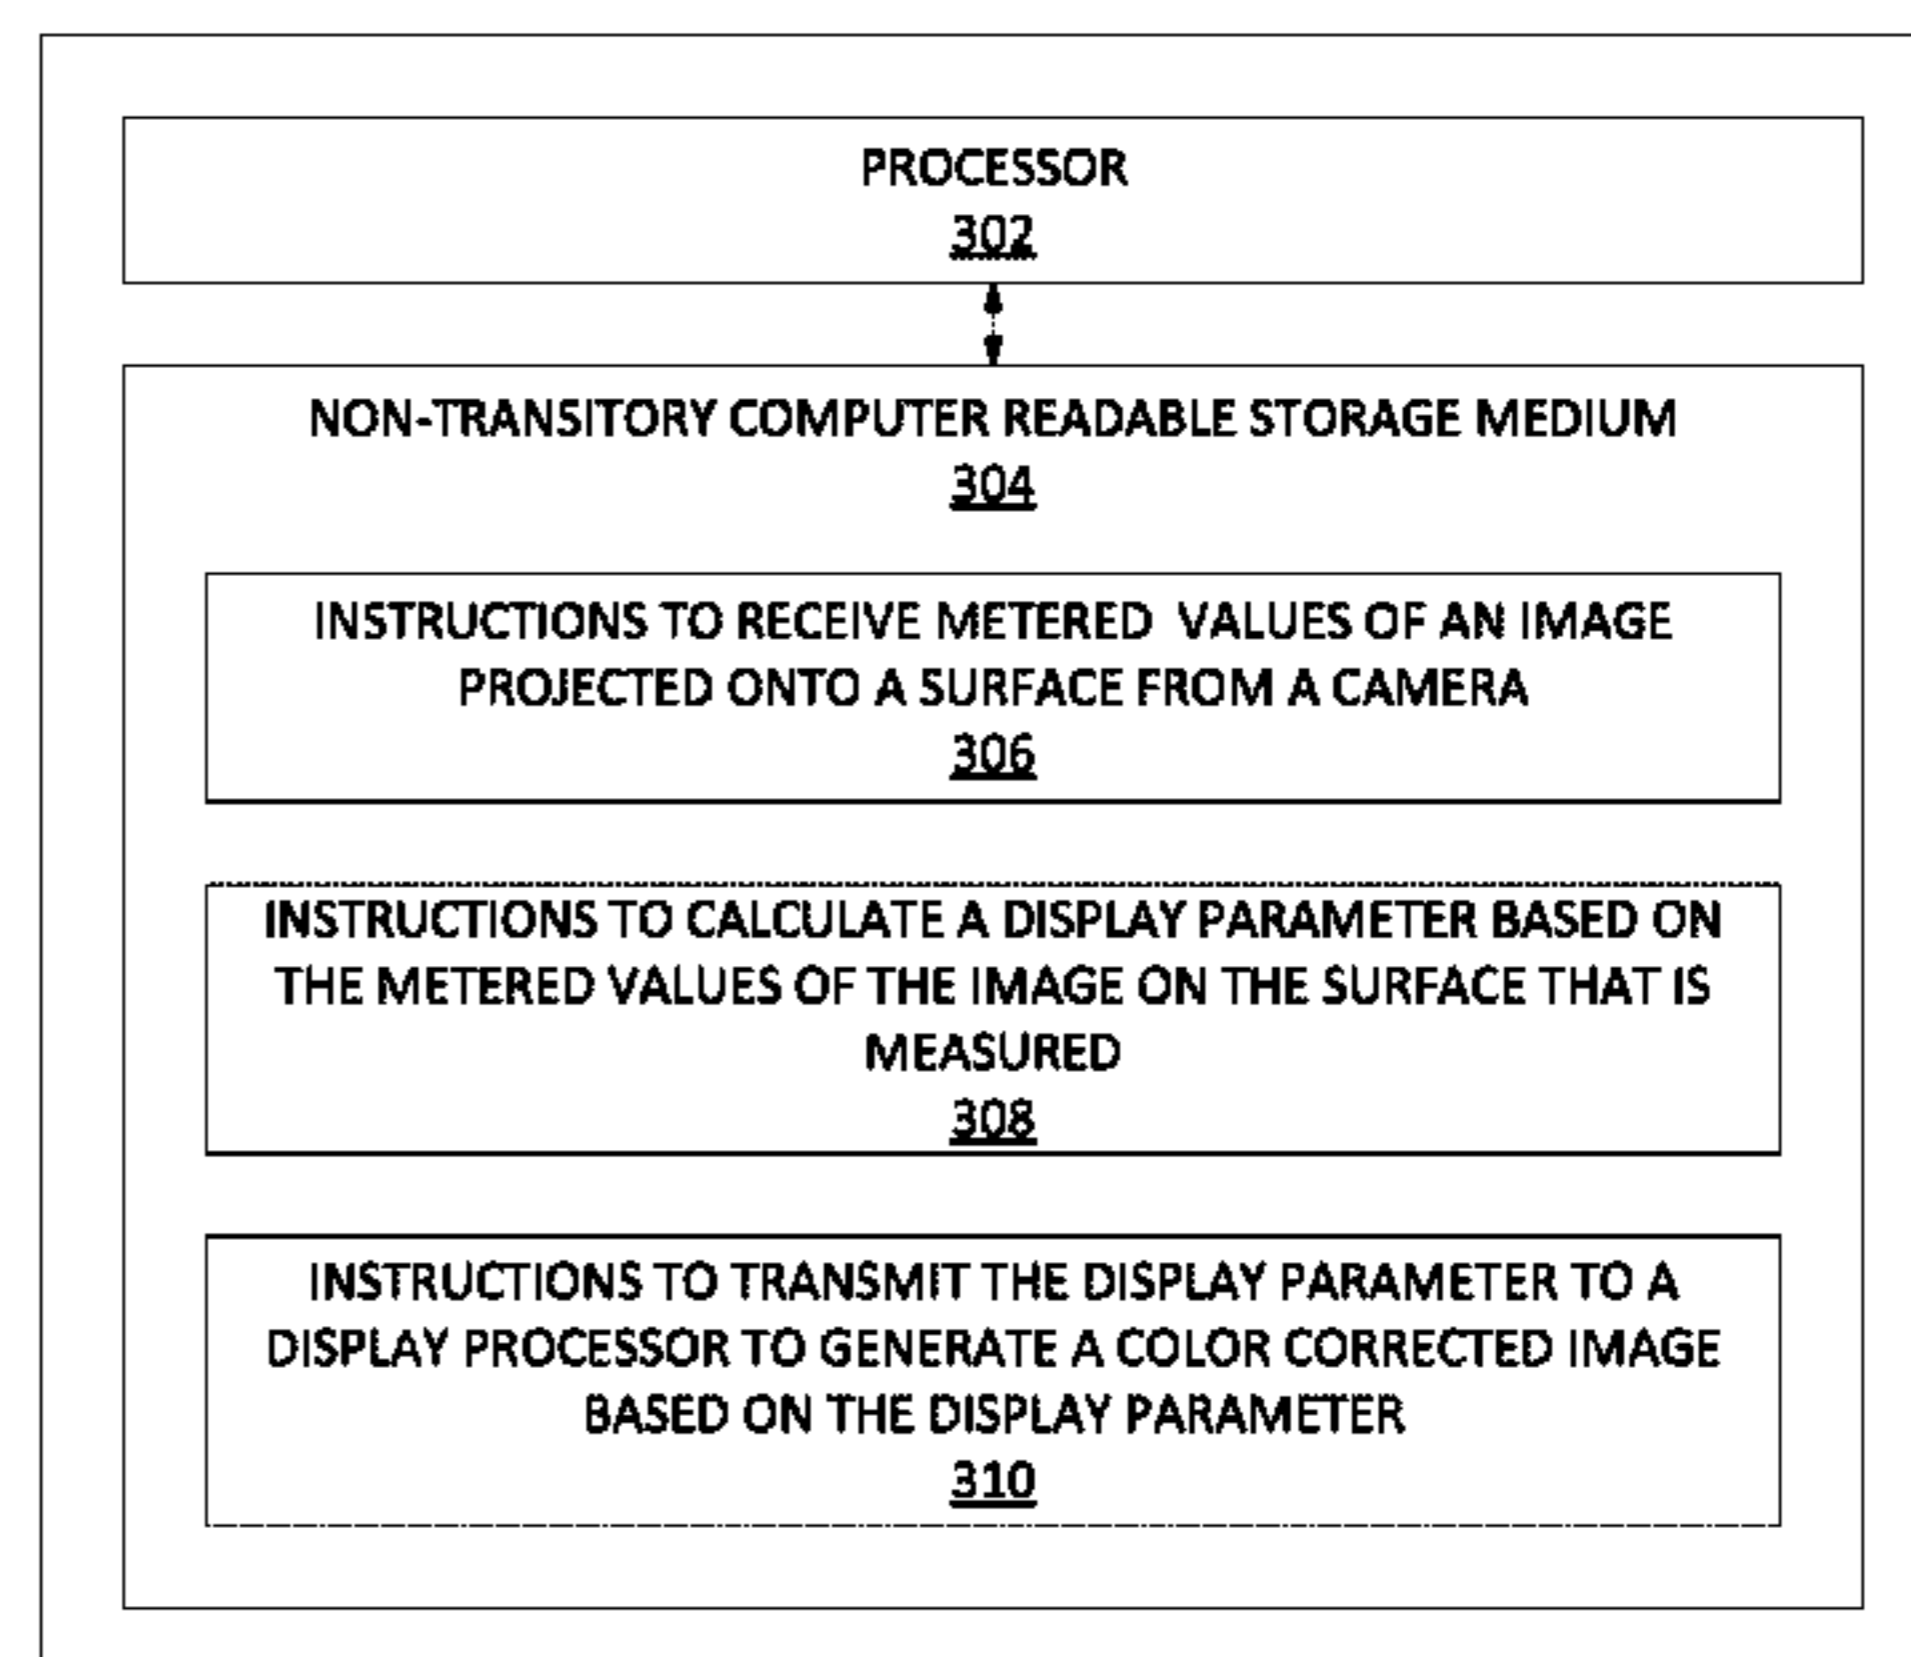 PROCESSOR
302
NON-TRANSITORY COMPUTER READABLE STORAGE MEDIUM
304
INSTRUCTIONS TO RECEIVE METERED VALUES OF AN IMAGE
PROJECTED ONTO A SURFACE FROM A CAMERA
306
INSTRUCTIONS TO CALCULATE A DISPLAY PARAMETER BASED ON
THE METERED VALUES OF THE IMAGE ON THE SURFACE THAT IS
MEASURED
308
INSTRUCTIONS TO TRANSMIT THE DISPLAY PARAMETER TO A
DISPLAY PROCESSOR TO GENERATE A COLOR CORRECTED IMAGE
BASED ON THE DISPLAY PARAMETER
310